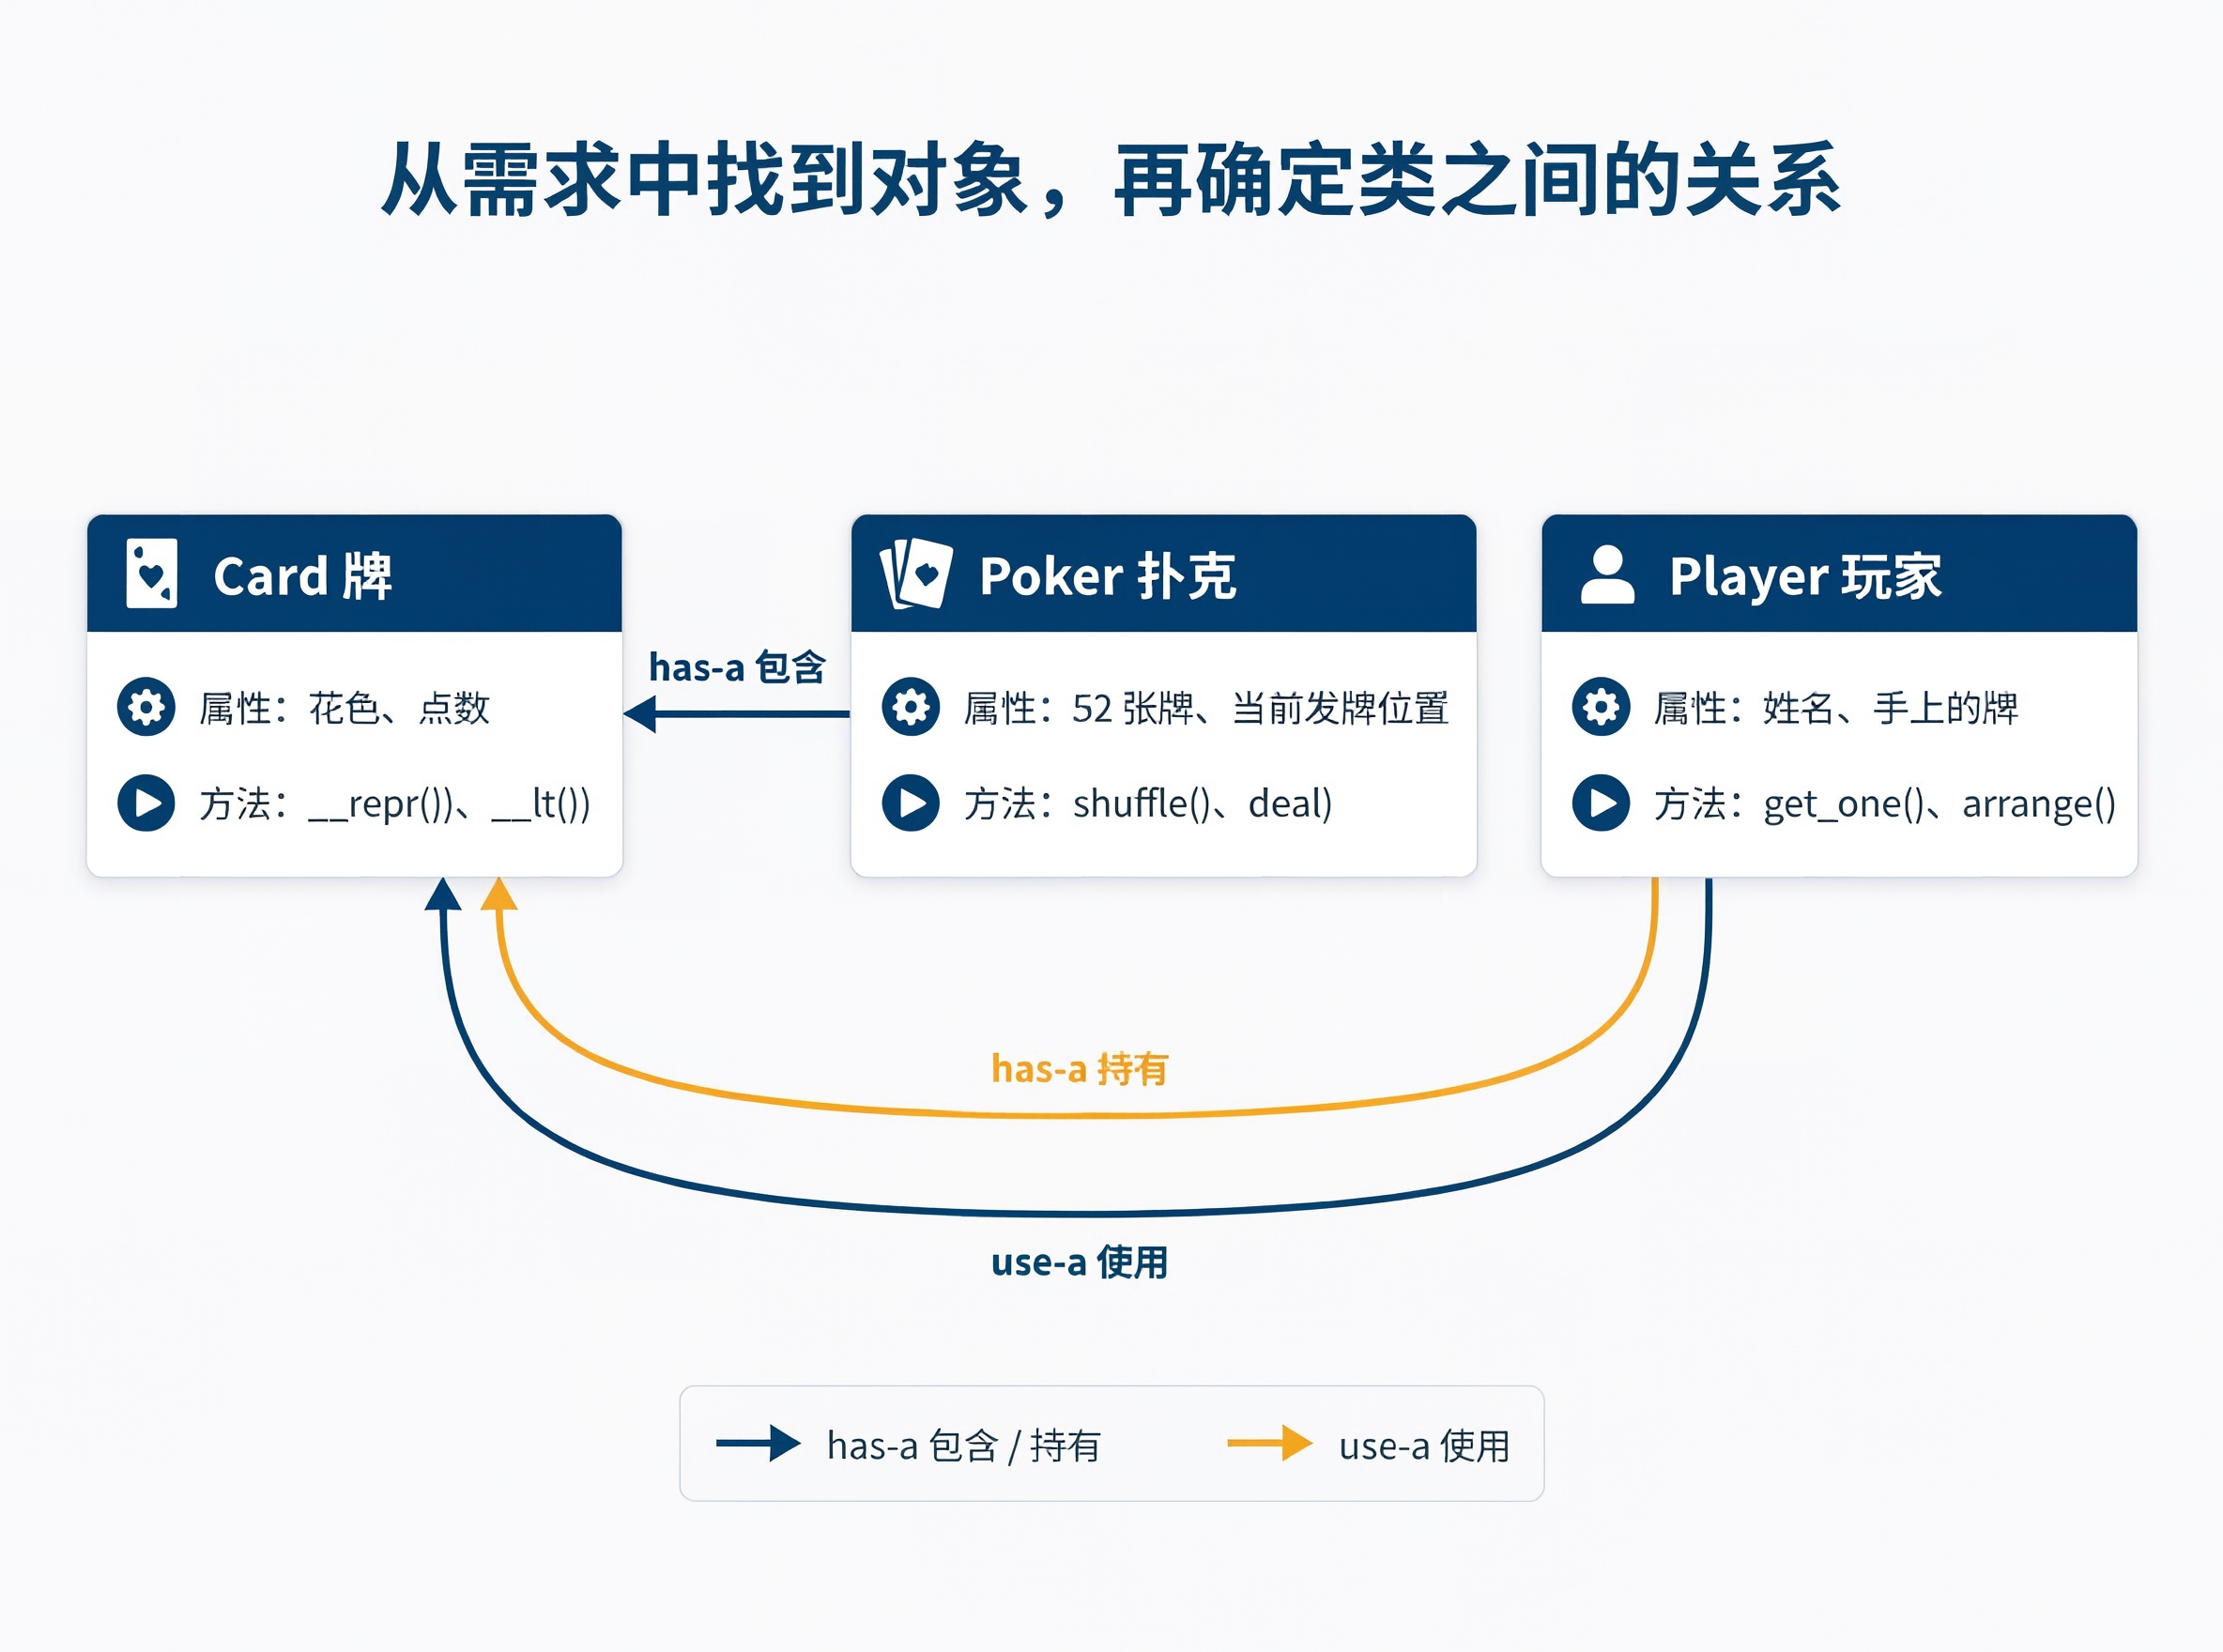 从需求中找到对象，再确定类之间的关系
Card 牌
属性：花色、点数
方法：__repr())、__lt())
has-a 包含
Poker 扑克
属性：52 张牌、当前发牌位置
方法：shuffle()、deal)
Player 玩家
属性：姓名、手上的牌
方法：get_one()、arrange()
has-a 持有
use-a 使用
has-a 包含 / 持有
use-a 使用